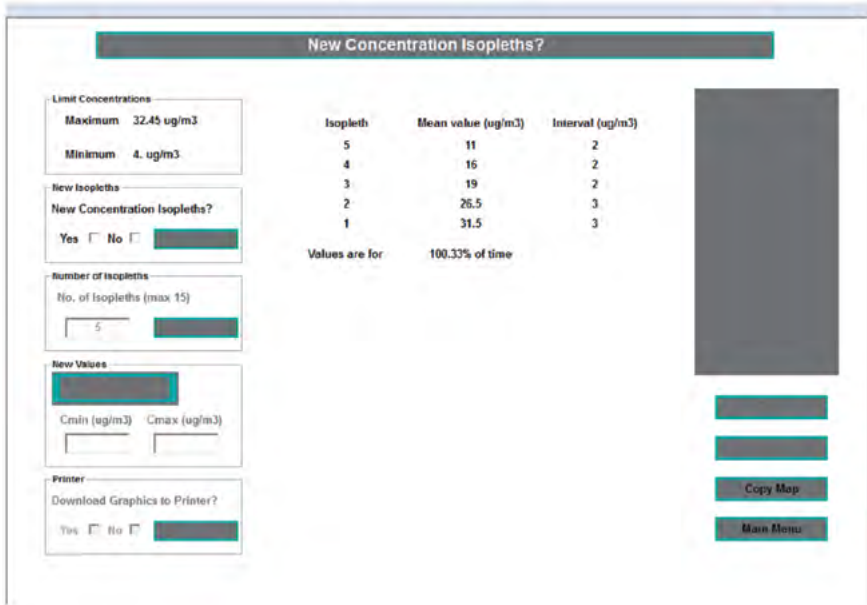 New Concentration Isopleths?
Limit Concentrations
Maximum 32.45 ug/m3
Minimum 4. ug/m3
New Isopleths
New Concentration Isopleths?
Yes No
Number of Isopleths
No. of Isopleths (max 15)
5
New Values
Cmin (ug/m3) Cmax (ug/m3)
Printer
Download Graphics to Printer?
Yes No
Isopleth Mean value (ug/m3) Interval (ug/m3)
5 11 2
4 16 2
3 19 2
2 26.5 3
1 31.5 3
Values are for 100.33% of time
Copy Map
Main Menu